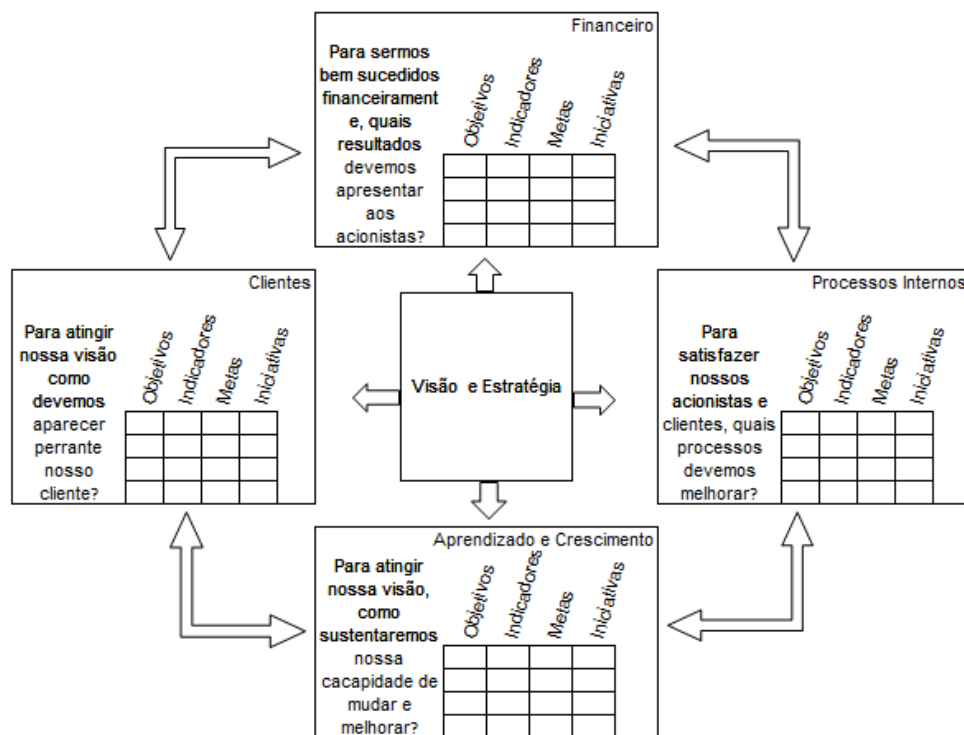 Financeiro
Para sermos
bem sucedidos
financeirament
e, quais
resultados
devemos
apresentar
aos
acionistas?
Objetivos
Indicadores
Metas
Iniciativas
Clientes
Para atingir
nossa visão
como
devemos
aparecer
perrante
nosso
cliente?
Objetivos
Indicadores
Metas
Iniciativas
Visão e Estratégia
Processos Internos
Para
satisfazer
nossos
acionistas e
clientes, quais
processos
devemos
melhorar?
Objetivos
Indicadores
Metas
Iniciativas
Aprendizado e Crescimento
Para atingir
nossa visão,
como
sustentaremos
nossa
cacapidade de
mudar e
melhorar?
Objetivos
Indicadores
Metas
Iniciativas